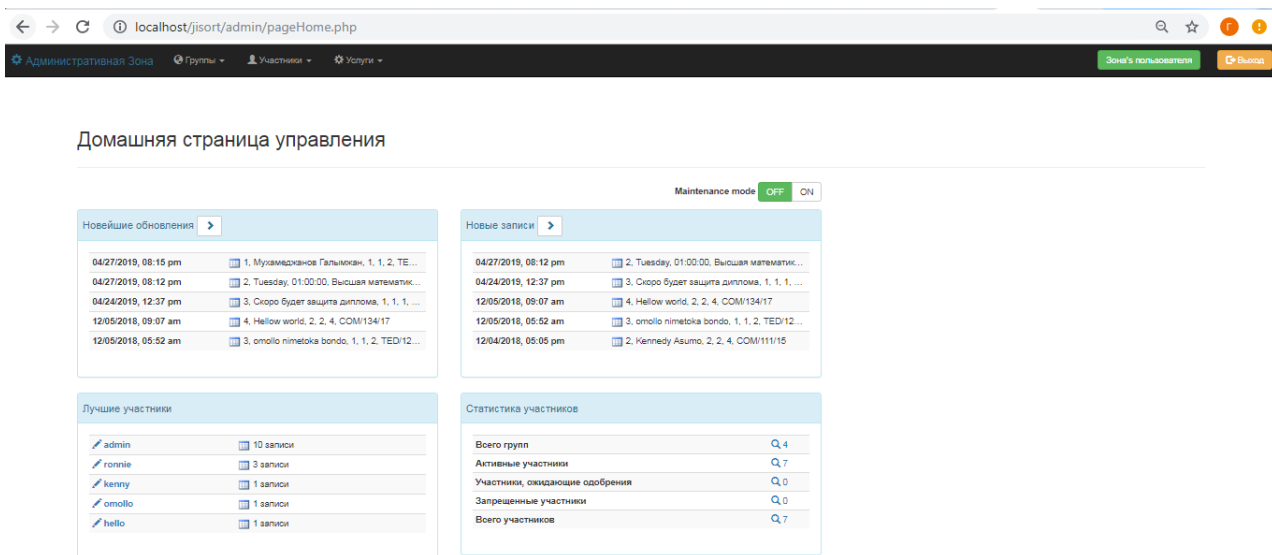 localhost/jisort/admin/pageHome.php
Г
Административная Зона Группы Участники Услуги Зона's пользователя Выход
Домашняя страница управления
Maintenance mode OFF ON
Новейшие обновления
04/27/2019, 08:15 pm 1, Мухамеджанов Галымжан, 1, 1, 2, TE...
04/27/2019, 08:12 pm 2, Tuesday, 01:00:00, Высшая математик...
04/24/2019, 12:37 pm 3, Скоро будет защита диплома, 1, 1, 1, ...
12/05/2018, 09:07 am 4, Hellow world, 2, 2, 4, COM/134/17
12/05/2018, 05:52 am 3, omollo nimetoka bondo, 1, 1, 2, TED/12...
Новые записи
04/27/2019, 08:12 pm 2, Tuesday, 01:00:00, Высшая математик...
04/24/2019, 12:37 pm 3, Скоро будет защита диплома, 1, 1, 1, ...
12/05/2018, 09:07 am 4, Hellow world, 2, 2, 4, COM/134/17
12/05/2018, 05:52 am 3, omollo nimetoka bondo, 1, 1, 2, TED/12...
12/04/2018, 05:05 pm 2, Kennedy Asumo, 2, 2, 4, COM/111/15
Лучшие участники
admin 10 записи
ronnie 3 записи
kenny 1 записи
omollo 1 записи
hello 1 записи
Статистика участников
Всего групп 4
Активные участники 7
Участники, ожидающие одобрения 0
Запрещенные участники 0
Всего участников 7